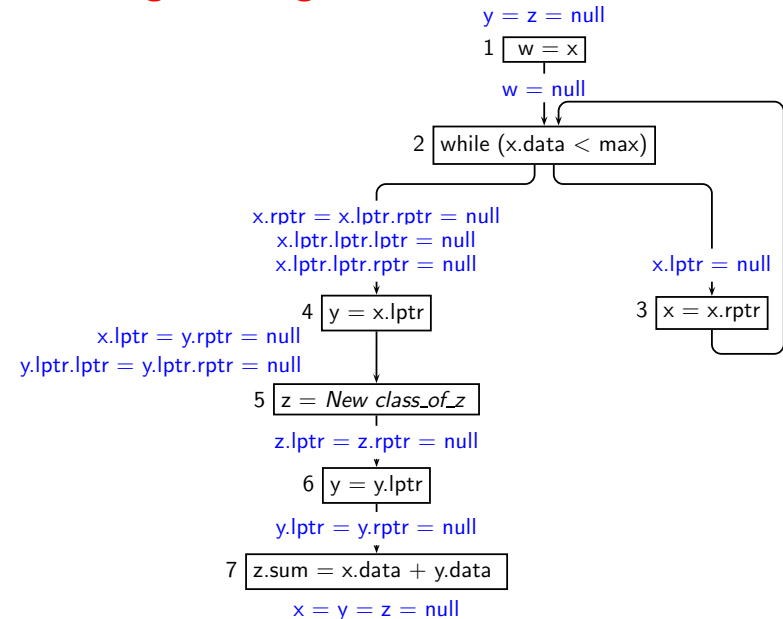 y = z = null
1 w = x
w = null
2 while (x.data < max)
x.rptr = x.lptr.rptr = null
x.lptr.lptr.lptr = null
x.lptr.lptr.rptr = null
x.lptr = null
4 y = x.lptr
3 x = x.rptr
x.lptr = y.rptr = null
y.lptr.lptr = y.lptr.rptr = null
5 z = New class_of_z
z.lptr = z.rptr = null
6 y = y.lptr
y.lptr = y.rptr = null
7 z.sum = x.data + y.data
x = y = z = null